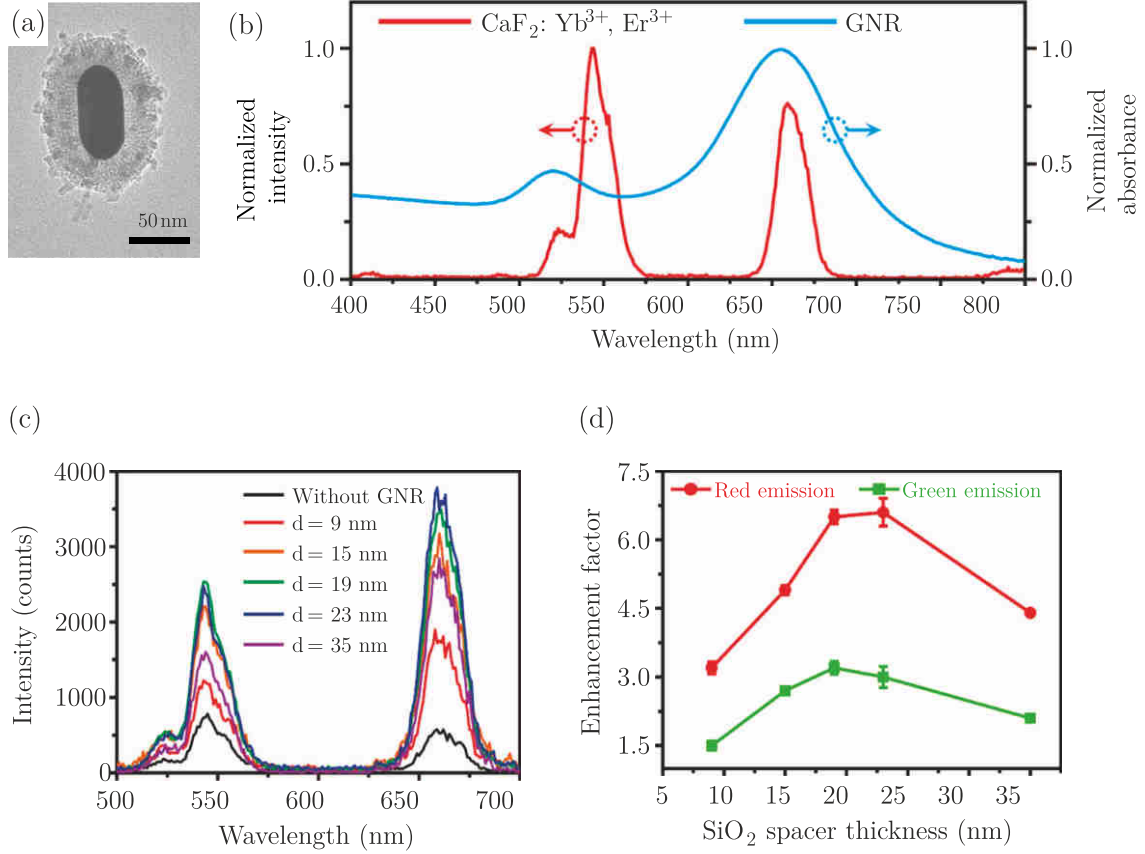 (a)
50 nm
(b)
CaF₂: Yb³⁺, Er³⁺
GNR
Normalized
intensity
1.0
0.5
0.0
1.0
0.5
0.0
Normalized
absorbance
400 450 500 550 600 650 700 750 800
Wavelength (nm)
(c)
Intensity (counts)
4000
3000
2000
1000
0
Without GNR
d = 9 nm
d = 15 nm
d = 19 nm
d = 23 nm
d = 35 nm
500 550 600 650 700
Wavelength (nm)
(d)
Enhancement factor
7.5
6.0
4.5
3.0
1.5
Red emission
Green emission
5 10 15 20 25 30 35
SiO₂ spacer thickness (nm)